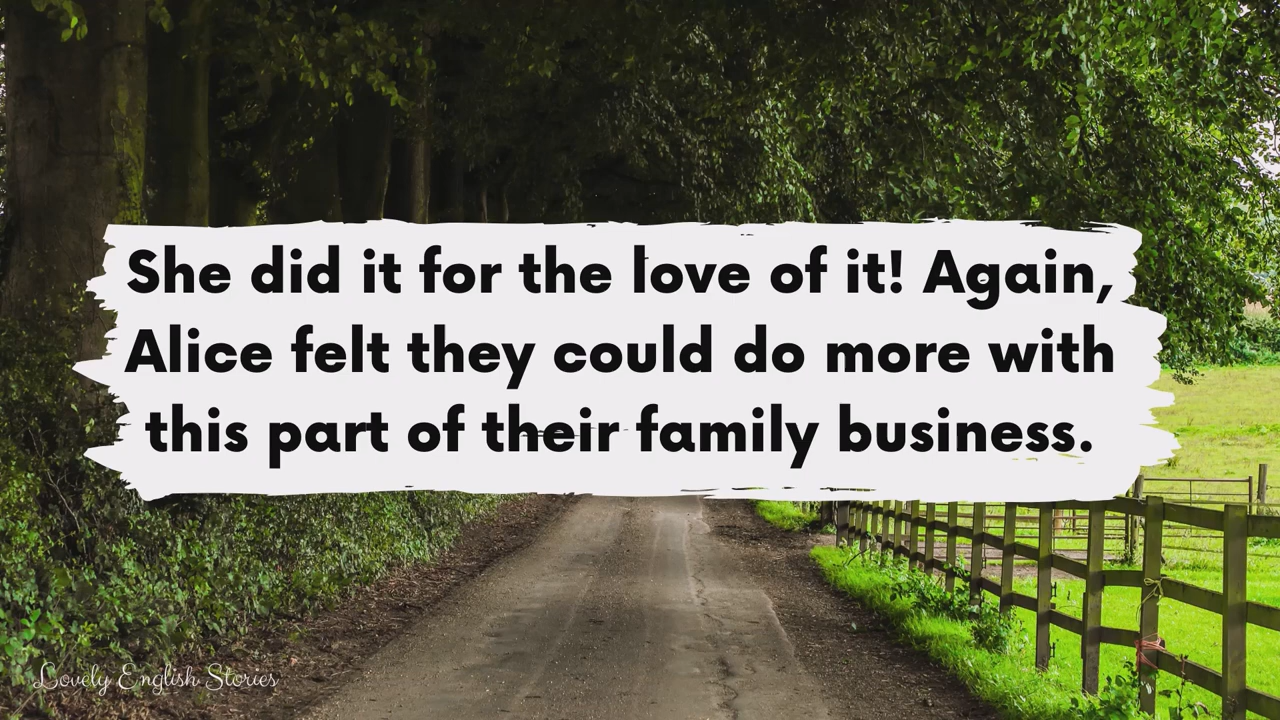 She did it for the love of it! Again,
Alice felt they could do more with
this part of their family business.
Lovely English Stories